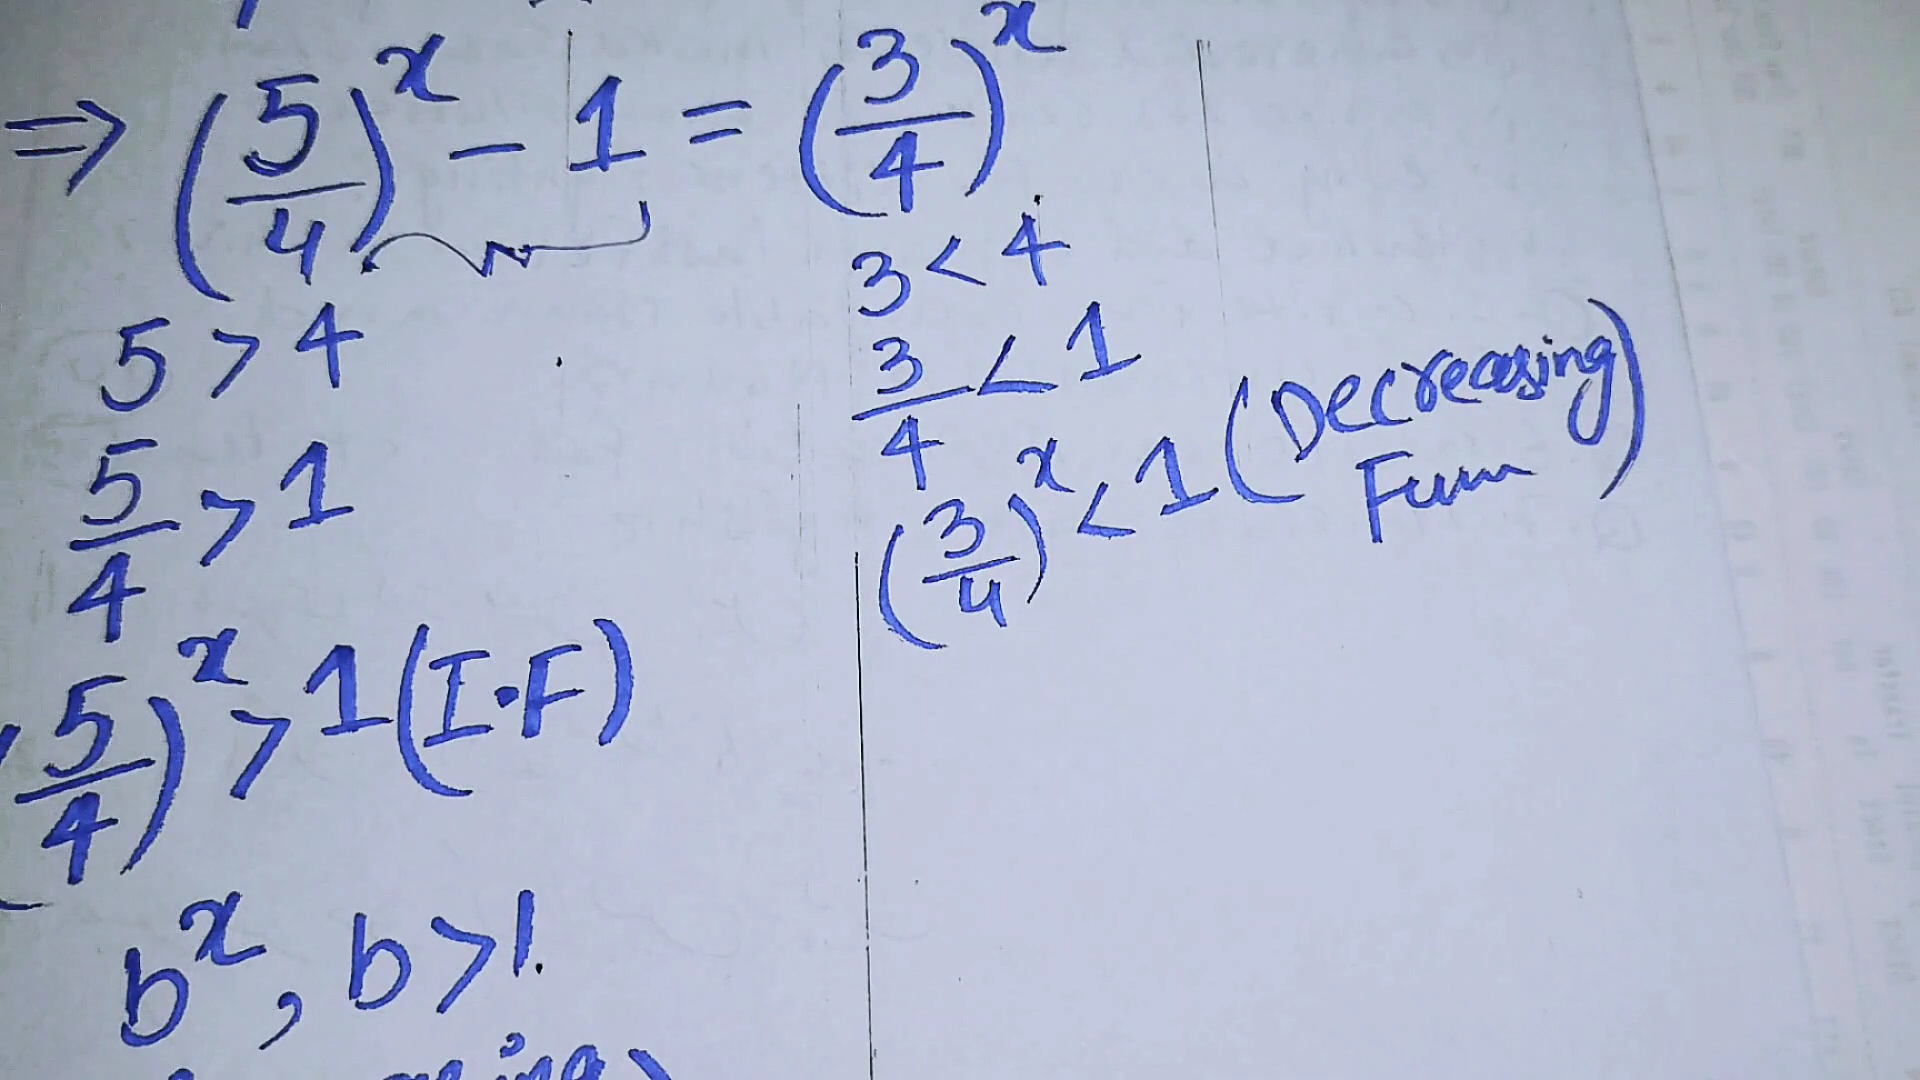 ⇒ (5/4)^x - 1 = (3/4)^x
5 > 4
5/4 > 1
(5/4)^x > 1 (I.F)
b^x, b > 1.
3 < 4
3/4 < 1
(3/4)^x < 1 (Decreasing